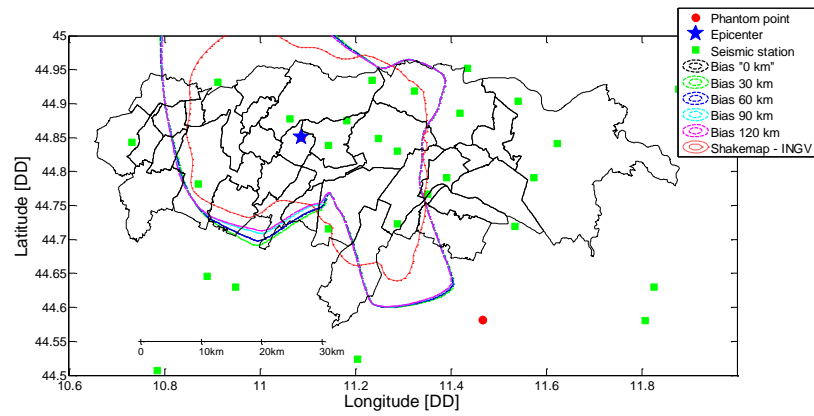 Phantom point
Epicenter
Seismic station
Bias "0 km"
Bias 30 km
Bias 60 km
Bias 90 km
Bias 120 km
Shakemap - INGV
Latitude [DD]
45
44.95
44.9
44.85
44.8
44.75
44.7
44.65
44.6
44.55
44.5
0 10km 20km 30km
10.6 10.8 11 11.2 11.4 11.6 11.8
Longitude [DD]